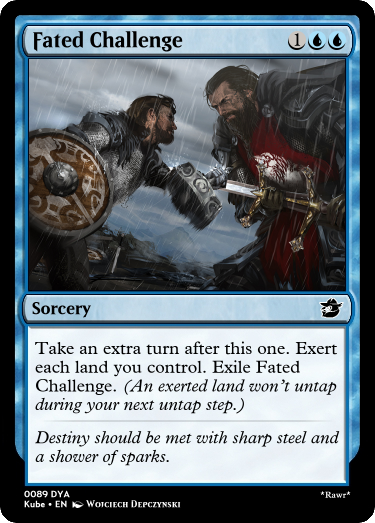 Fated Challenge 1
Sorcery
Take an extra turn after this one. Exert
each land you control. Exile Fated
Challenge. (An exerted land won't untap
during your next untap step.)
Destiny should be met with sharp steel and
a shower of sparks.
0089 DYA
Kube • EN Wojciech Depczynski
*Rawr*